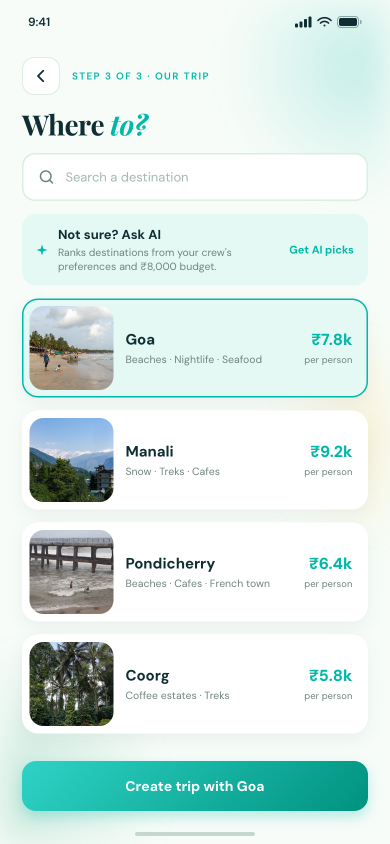 9:41
STEP 3 OF 3 · OUR TRIP
Where to?
Search a destination
Not sure? Ask AI
Ranks destinations from your crew's
preferences and ₹8,000 budget.
Get AI picks
Goa
Beaches · Nightlife · Seafood
₹7.8k
per person
Manali
Snow · Treks · Cafes
₹9.2k
per person
Pondicherry
Beaches · Cafes · French town
₹6.4k
per person
Coorg
Coffee estates · Treks
₹5.8k
per person
Create trip with Goa